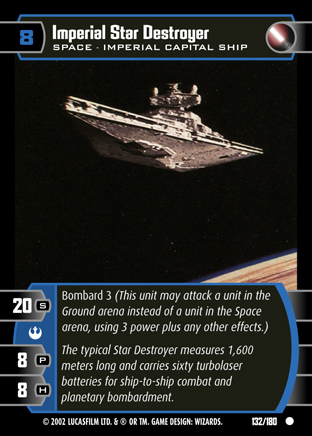 8 Imperial Star Destroyer
SPACE - IMPERIAL CAPITAL SHIP
20 S
Bombard 3 (This unit may attack a unit in the
Ground arena instead of a unit in the Space
arena, using 3 power plus any other effects.)
8 P
8 H
The typical Star Destroyer measures 1,600
meters long and carries sixty turbolaser
batteries for ship-to-ship combat and
planetary bombardment.
© 2002 LUCASFILM LTD. & ® OR TM. GAME DESIGN: WIZARDS. 132/180